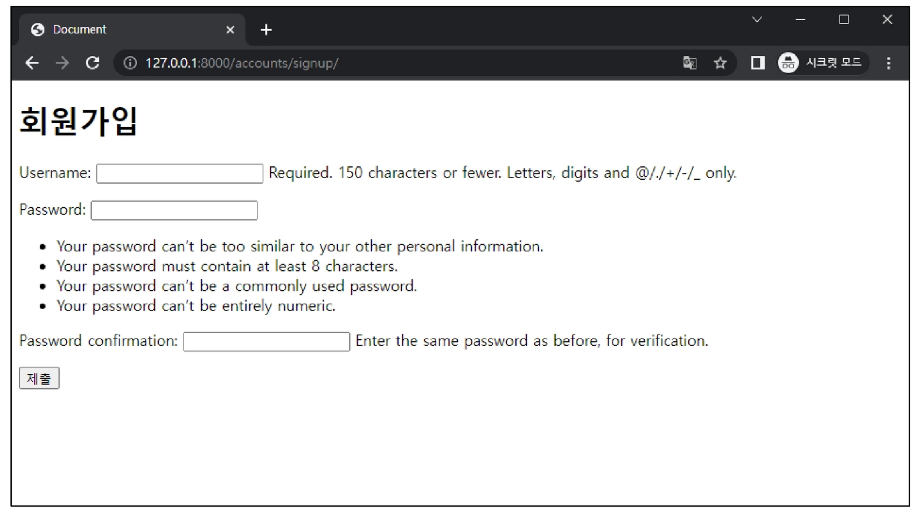 Document
127.0.0.1:8000/accounts/signup/
시크릿 모드
회원가입
Username: Required. 150 characters or fewer. Letters, digits and @/./+/-/_ only.
Password:
• Your password can't be too similar to your other personal information.
• Your password must contain at least 8 characters.
• Your password can't be a commonly used password.
• Your password can't be entirely numeric.
Password confirmation: Enter the same password as before, for verification.
제출